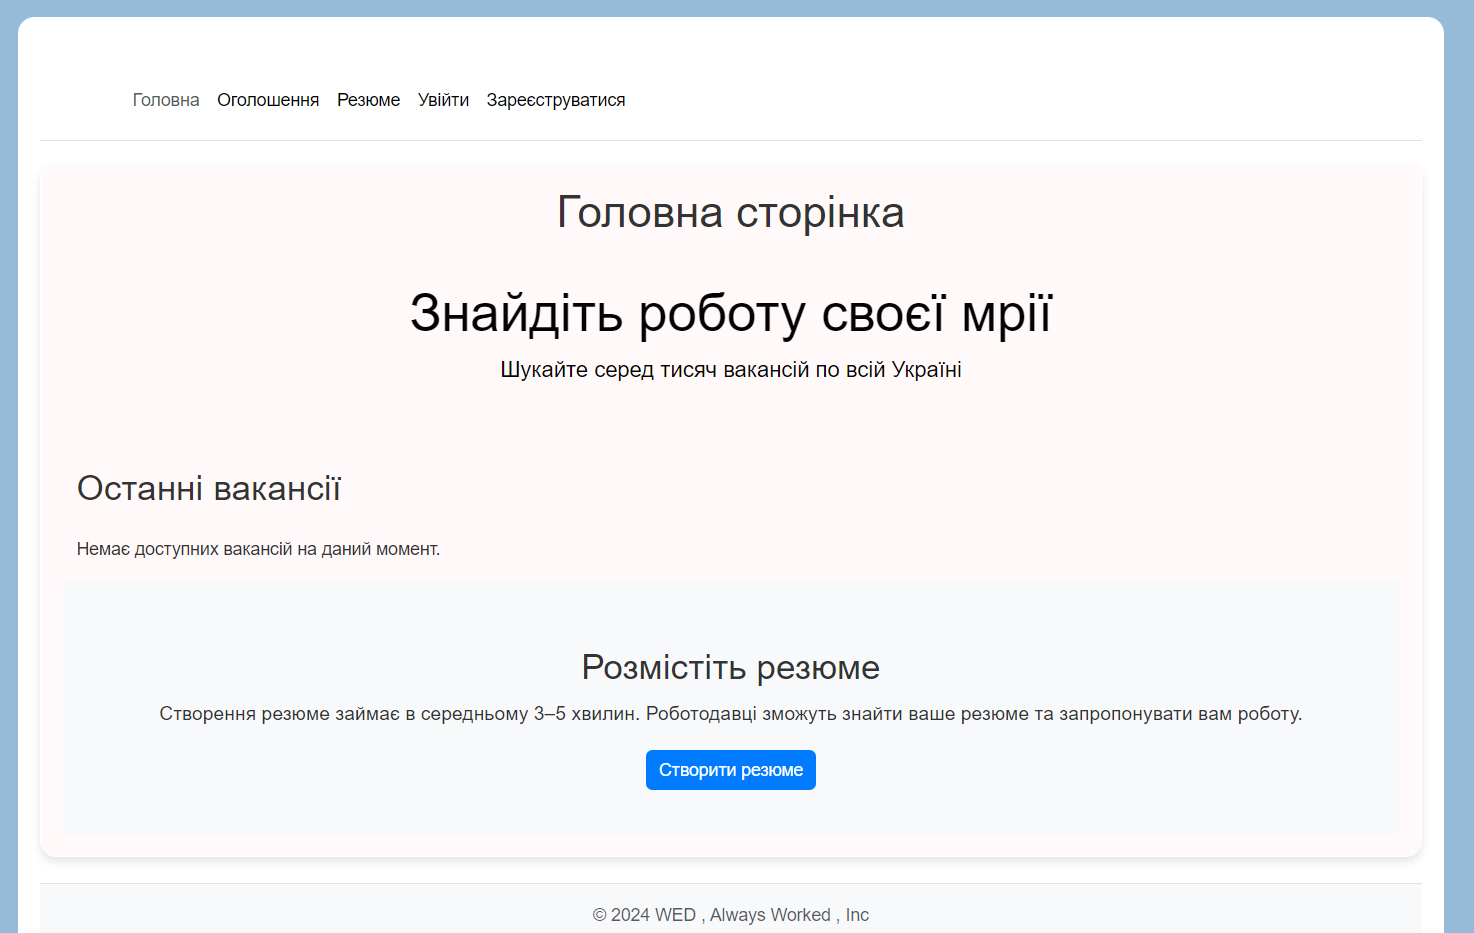 Головна Оголошення Резюме Увійти Зареєструватися
Головна сторінка
Знайдіть роботу своєї мрії
Шукайте серед тисяч вакансій по всій Україні
Останні вакансії
Немає доступних вакансій на даний момент.
Розмістіть резюме
Створення резюме займає в середньому 3–5 хвилин. Роботодавці зможуть знайти ваше резюме та запропонувати вам роботу.
Створити резюме
© 2024 WED , Always Worked , Inc